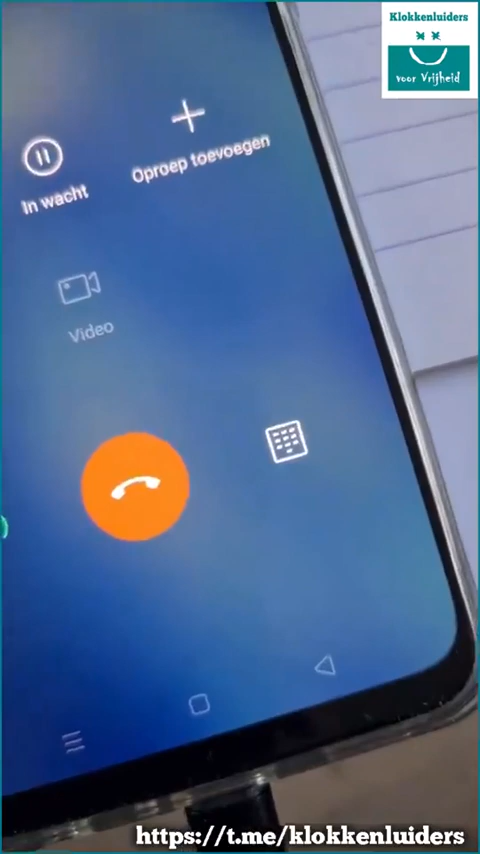 Klokkenluiders
voor Vrijheid
Oproep toevoegen
In wacht
Video
https://t.me/klokkenluiders